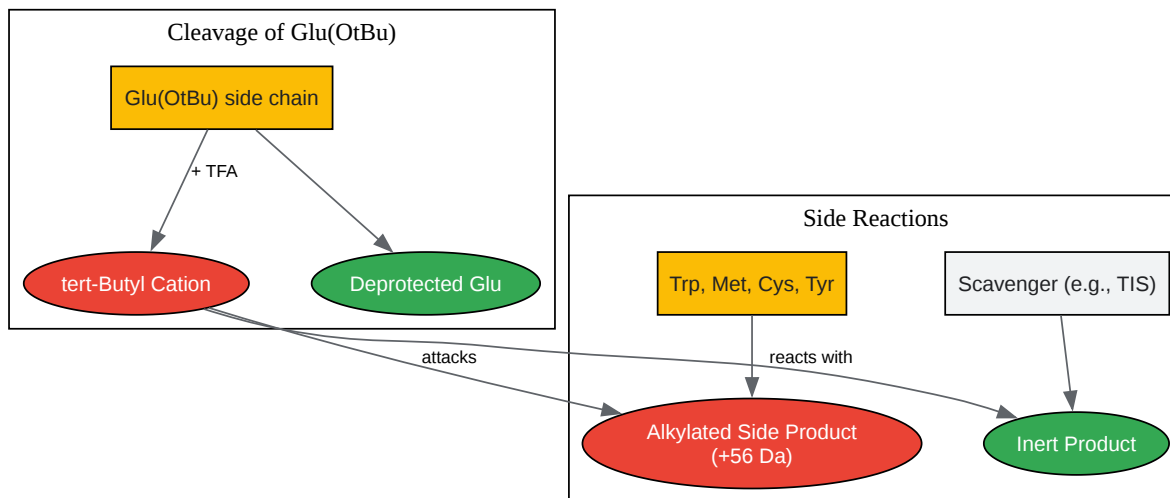 Cleavage of Glu(OtBu)
Glu(OtBu) side chain
+ TFA
tert-Butyl Cation
Deprotected Glu
Side Reactions
Trp, Met, Cys, Tyr
Scavenger (e.g., TIS)
attacks
reacts with
Alkylated Side Product
(+56 Da)
Inert Product